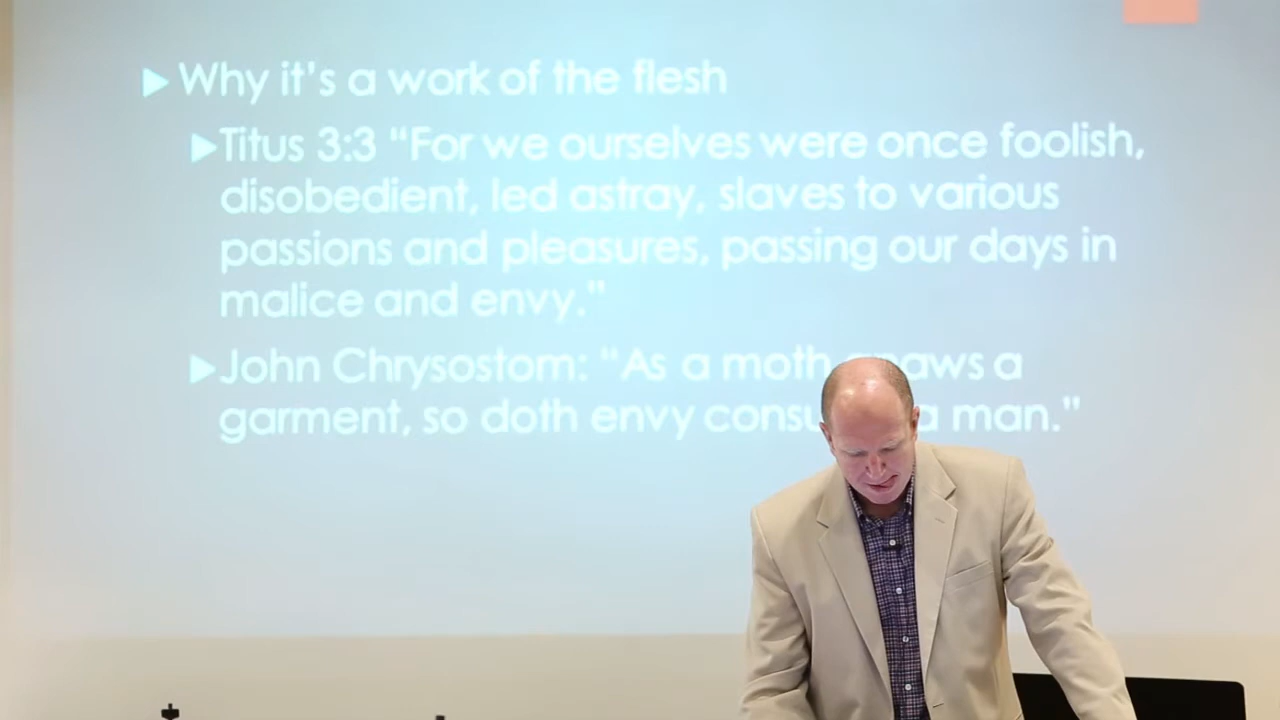 Why it's a work of the flesh
Titus 3:3 “For we ourselves were once foolish,
disobedient, led astray, slaves to various
passions and pleasures, passing our days in
malice and envy.”
John Chrysostom: “As a moth a
garment, so doth envy a man.”